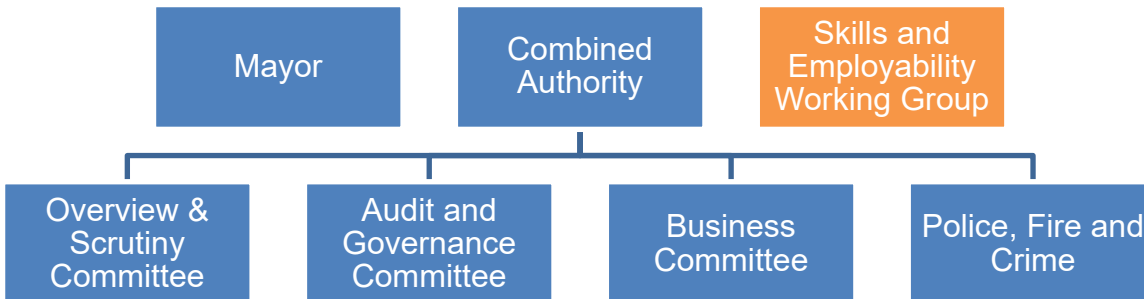 Mayor
Combined
Authority
Skills and
Employability
Working Group
Overview &
Scrutiny
Committee
Audit and
Governance
Committee
Business
Committee
Police, Fire and
Crime